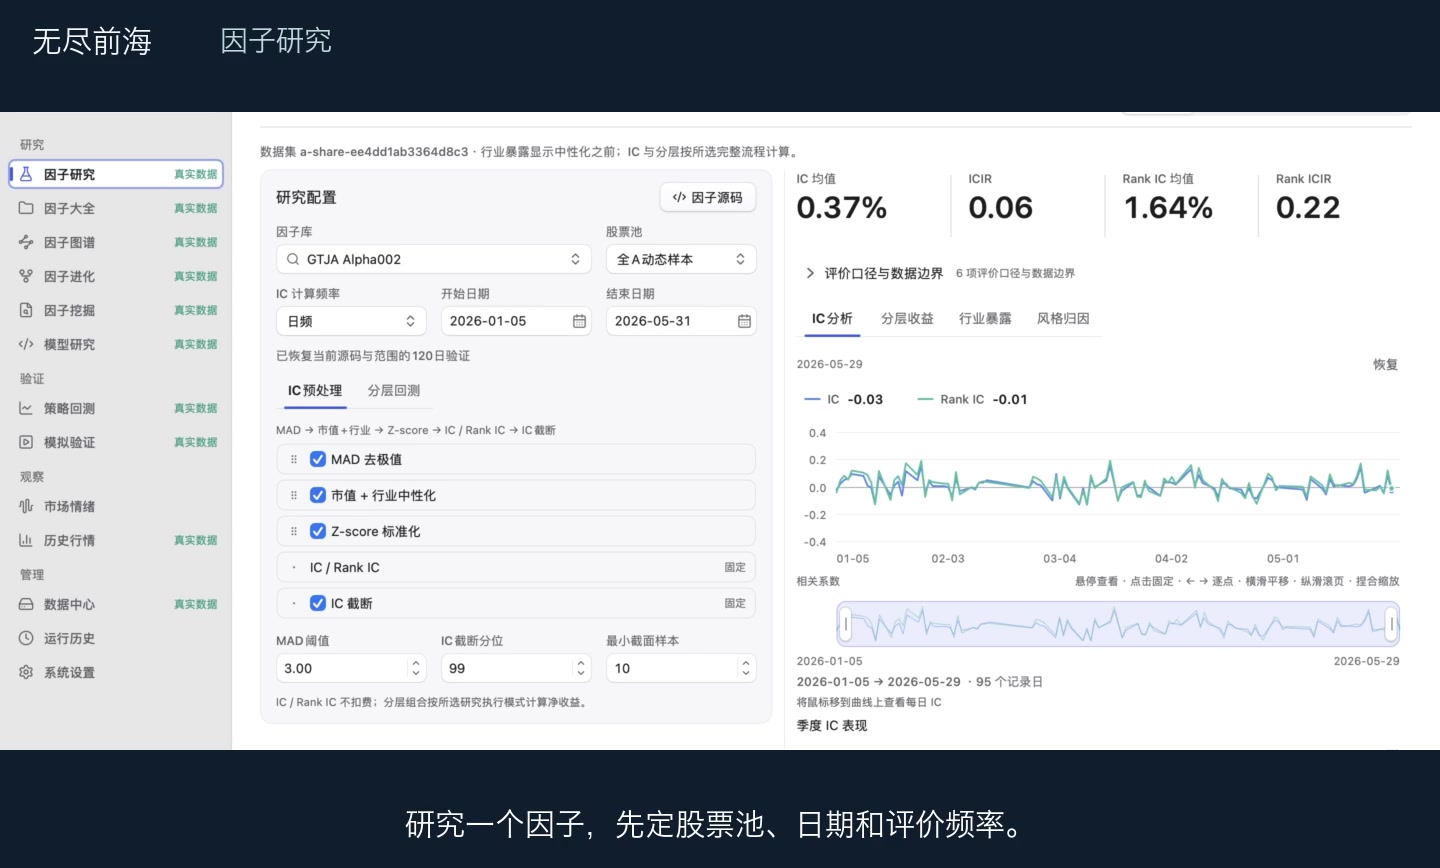 无尽前海
因子研究
研究
因子研究 真实数据
因子大全 真实数据
因子图谱 真实数据
因子进化 真实数据
因子挖掘 真实数据
模型研究 真实数据
验证
策略回测 真实数据
模拟验证 真实数据
观察
市场情绪
历史行情 真实数据
管理
数据中心 真实数据
运行历史
系统设置
数据集 a-share-ee4dd1ab3364d8c3 · 行业暴露显示中性化之前；IC 与分层按所选完整流程计算。
研究配置
</> 因子源码
因子库
股票池
GTJA Alpha002
全A动态样本
IC 计算频率
开始日期
结束日期
日频
2026-01-05
2026-05-31
已恢复当前源码与范围的120日验证
IC预处理
分层回测
MAD → 市值+行业 → Z-score → IC / Rank IC → IC截断
MAD 去极值
市值 + 行业中性化
Z-score 标准化
· IC / Rank IC 固定
· IC 截断 固定
MAD阈值
IC截断分位
最小截面样本
3.00
99
10
IC / Rank IC 不扣费；分层组合按所选研究执行模式计算净收益。
IC 均值
0.37%
ICIR
0.06
Rank IC 均值
1.64%
Rank ICIR
0.22
评价口径与数据边界 6 项评价口径与数据边界
IC分析
分层收益
行业暴露
风格归因
2026-05-29
恢复
IC -0.03
Rank IC -0.01
0.4
0.2
0.0
-0.2
-0.4
01-05
02-03
03-04
04-02
05-01
相关系数
悬停查看 · 点击固定 · ← → 逐点 · 横滑平移 · 纵滑滚页 · 捏合缩放
2026-01-05
2026-05-29
2026-01-05 → 2026-05-29 · 95 个记录日
将鼠标移到曲线上查看每日 IC
季度 IC 表现
研究一个因子，先定股票池、日期和评价频率。